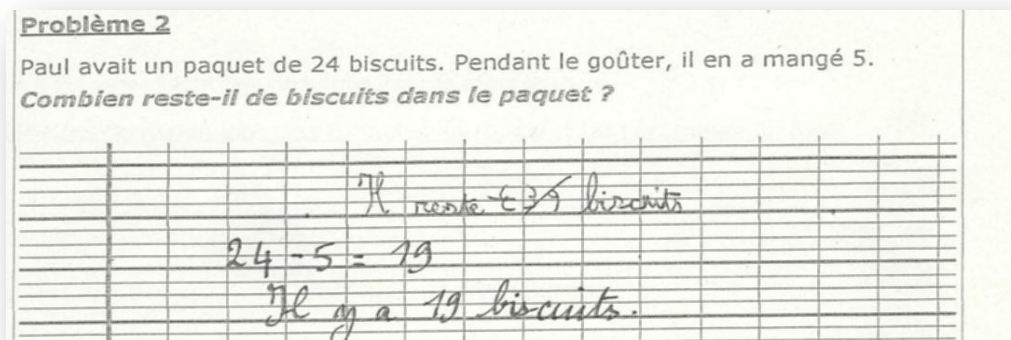 Problème 2
Paul avait un paquet de 24 biscuits. Pendant le goûter, il en a mangé 5.
Combien reste-il de biscuits dans le paquet ?
Il reste biscuits
24 - 5 = 19
Il y a 19 biscuits.